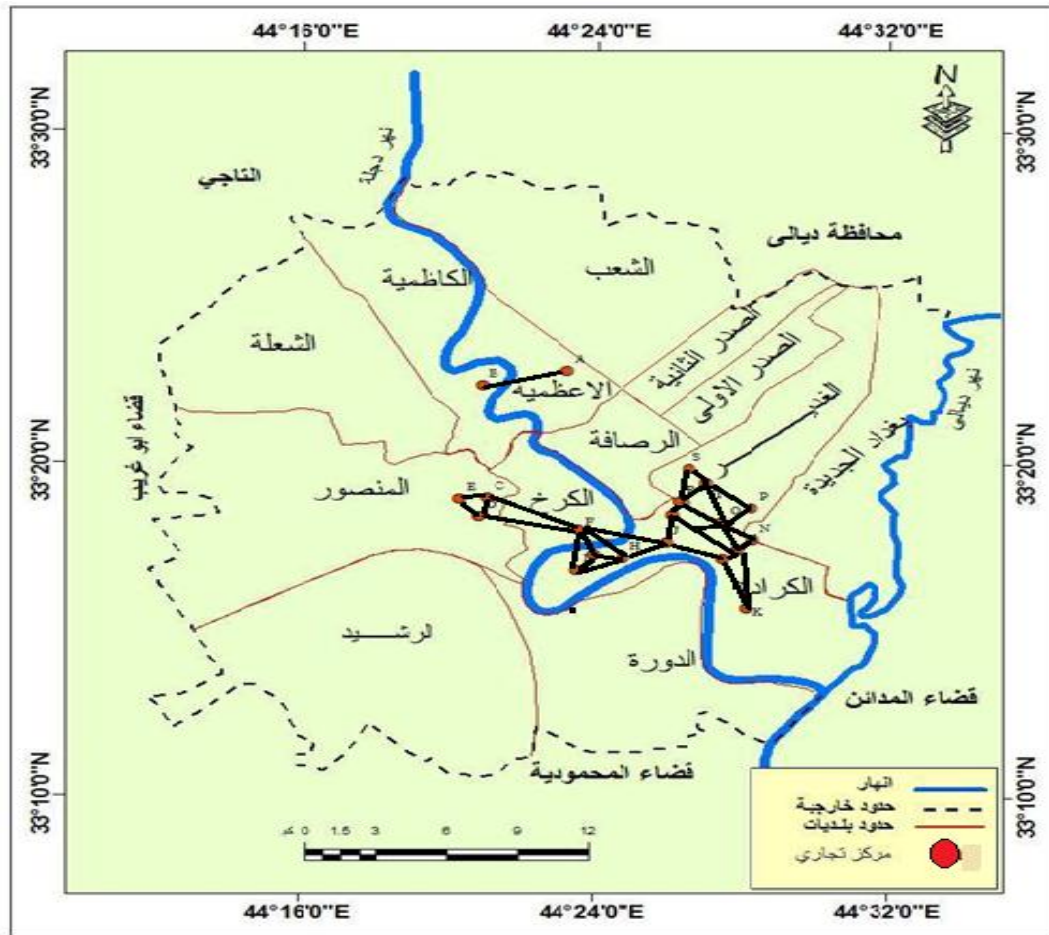 44°16'0"E
44°24'0"E
44°32'0"E
N
33°30'0"N
33°30'0"N
نهر دجلة
التاجي
محافظة ديالى
الشعب
الكاظمية
الشعلة
الصدر الثانية
الصدر الاولى
الاعظميه
الغدير
بغداد الجديدة
نهر ديالى
قضاء ابو غريب
33°20'0"N
33°20'0"N
الرصافة
المنصور
الكرخ
S
P
E
C
F
H
N
K
الكراد
لرشـــــيد
الدورة
قضاء المدائن
قضاء المحمودية
33°10'0"N
33°10'0"N
0 1.5 3 6 9 12
انهار
حدود خارجية
حدود بلديات
مركز تجاري
44°16'0"E
44°24'0"E
44°32'0"E